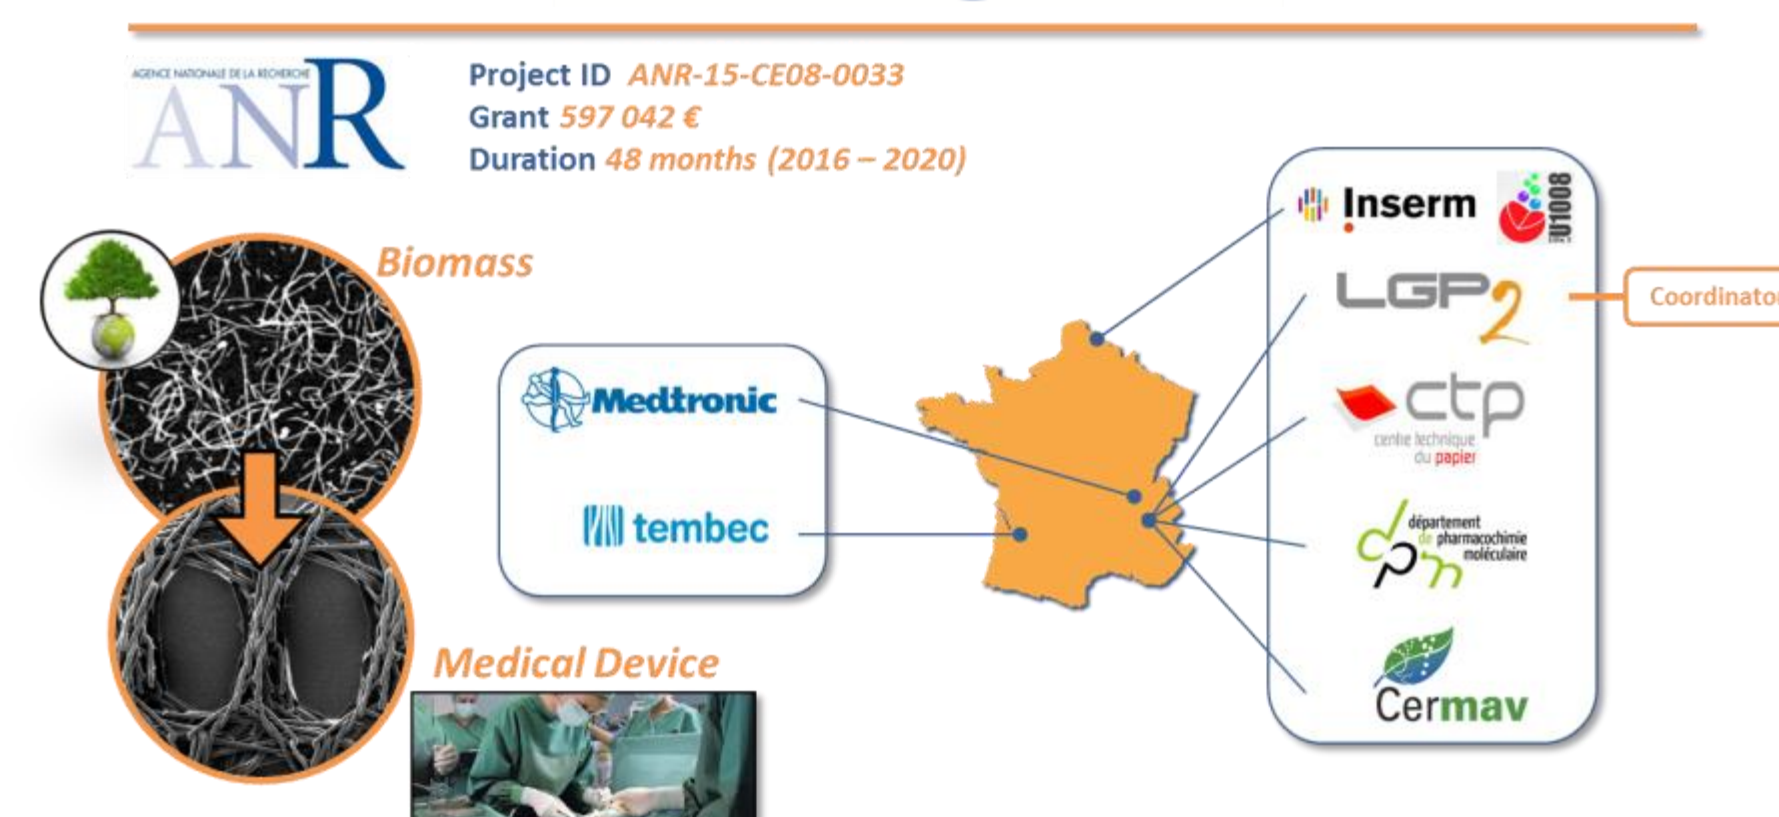 AGENCE NATIONALE DE LA RECHERCHE
ANR
Project ID ANR-15-CE08-0033
Grant 597 042 €
Duration 48 months (2016 – 2020)
Biomass
Medical Device
Medtronic
tembec
Inserm
U1008
LGP2
Coordinato
ctp
centre technique
du papier
dpm
département
de pharmacochimie
moléculaire
Cermav